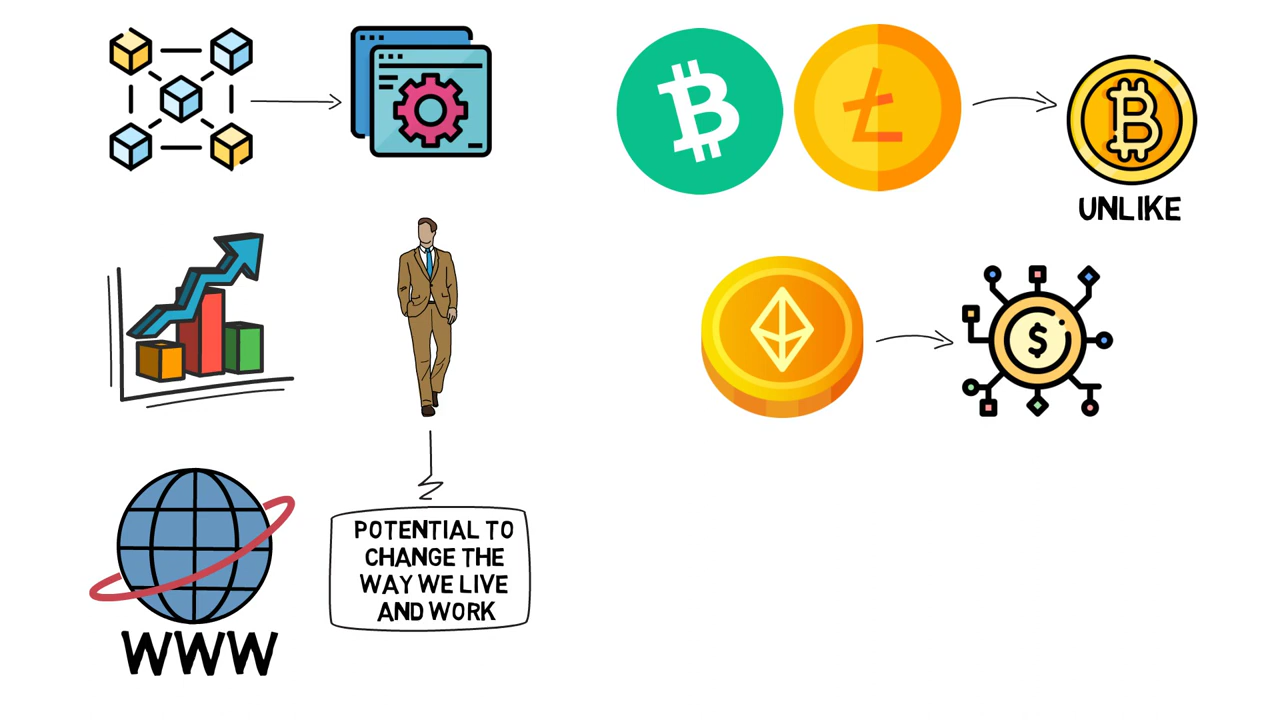 UNLIKE
POTENTIAL TO
CHANGE THE
WAY WE LIVE
AND WORK
WWW